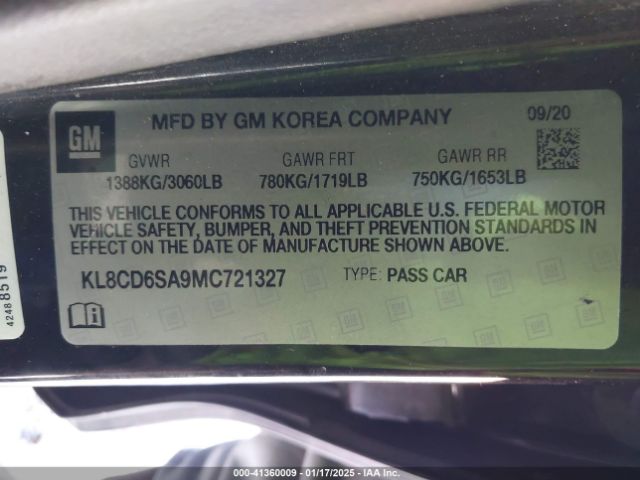 GM
MFD BY GM KOREA COMPANY
09/20
GVWR GAWR FRT GAWR RR
1388KG/3060LB 780KG/1719LB 750KG/1653LB
THIS VEHICLE CONFORMS TO ALL APPLICABLE U.S. FEDERAL MOTOR
VEHICLE SAFETY, BUMPER, AND THEFT PREVENTION STANDARDS IN
EFFECT ON THE DATE OF MANUFACTURE SHOWN ABOVE.
KL8CD6SA9MC721327 TYPE: PASS CAR
42488519
000-41360009 - 01/17/2025 - IAA Inc.